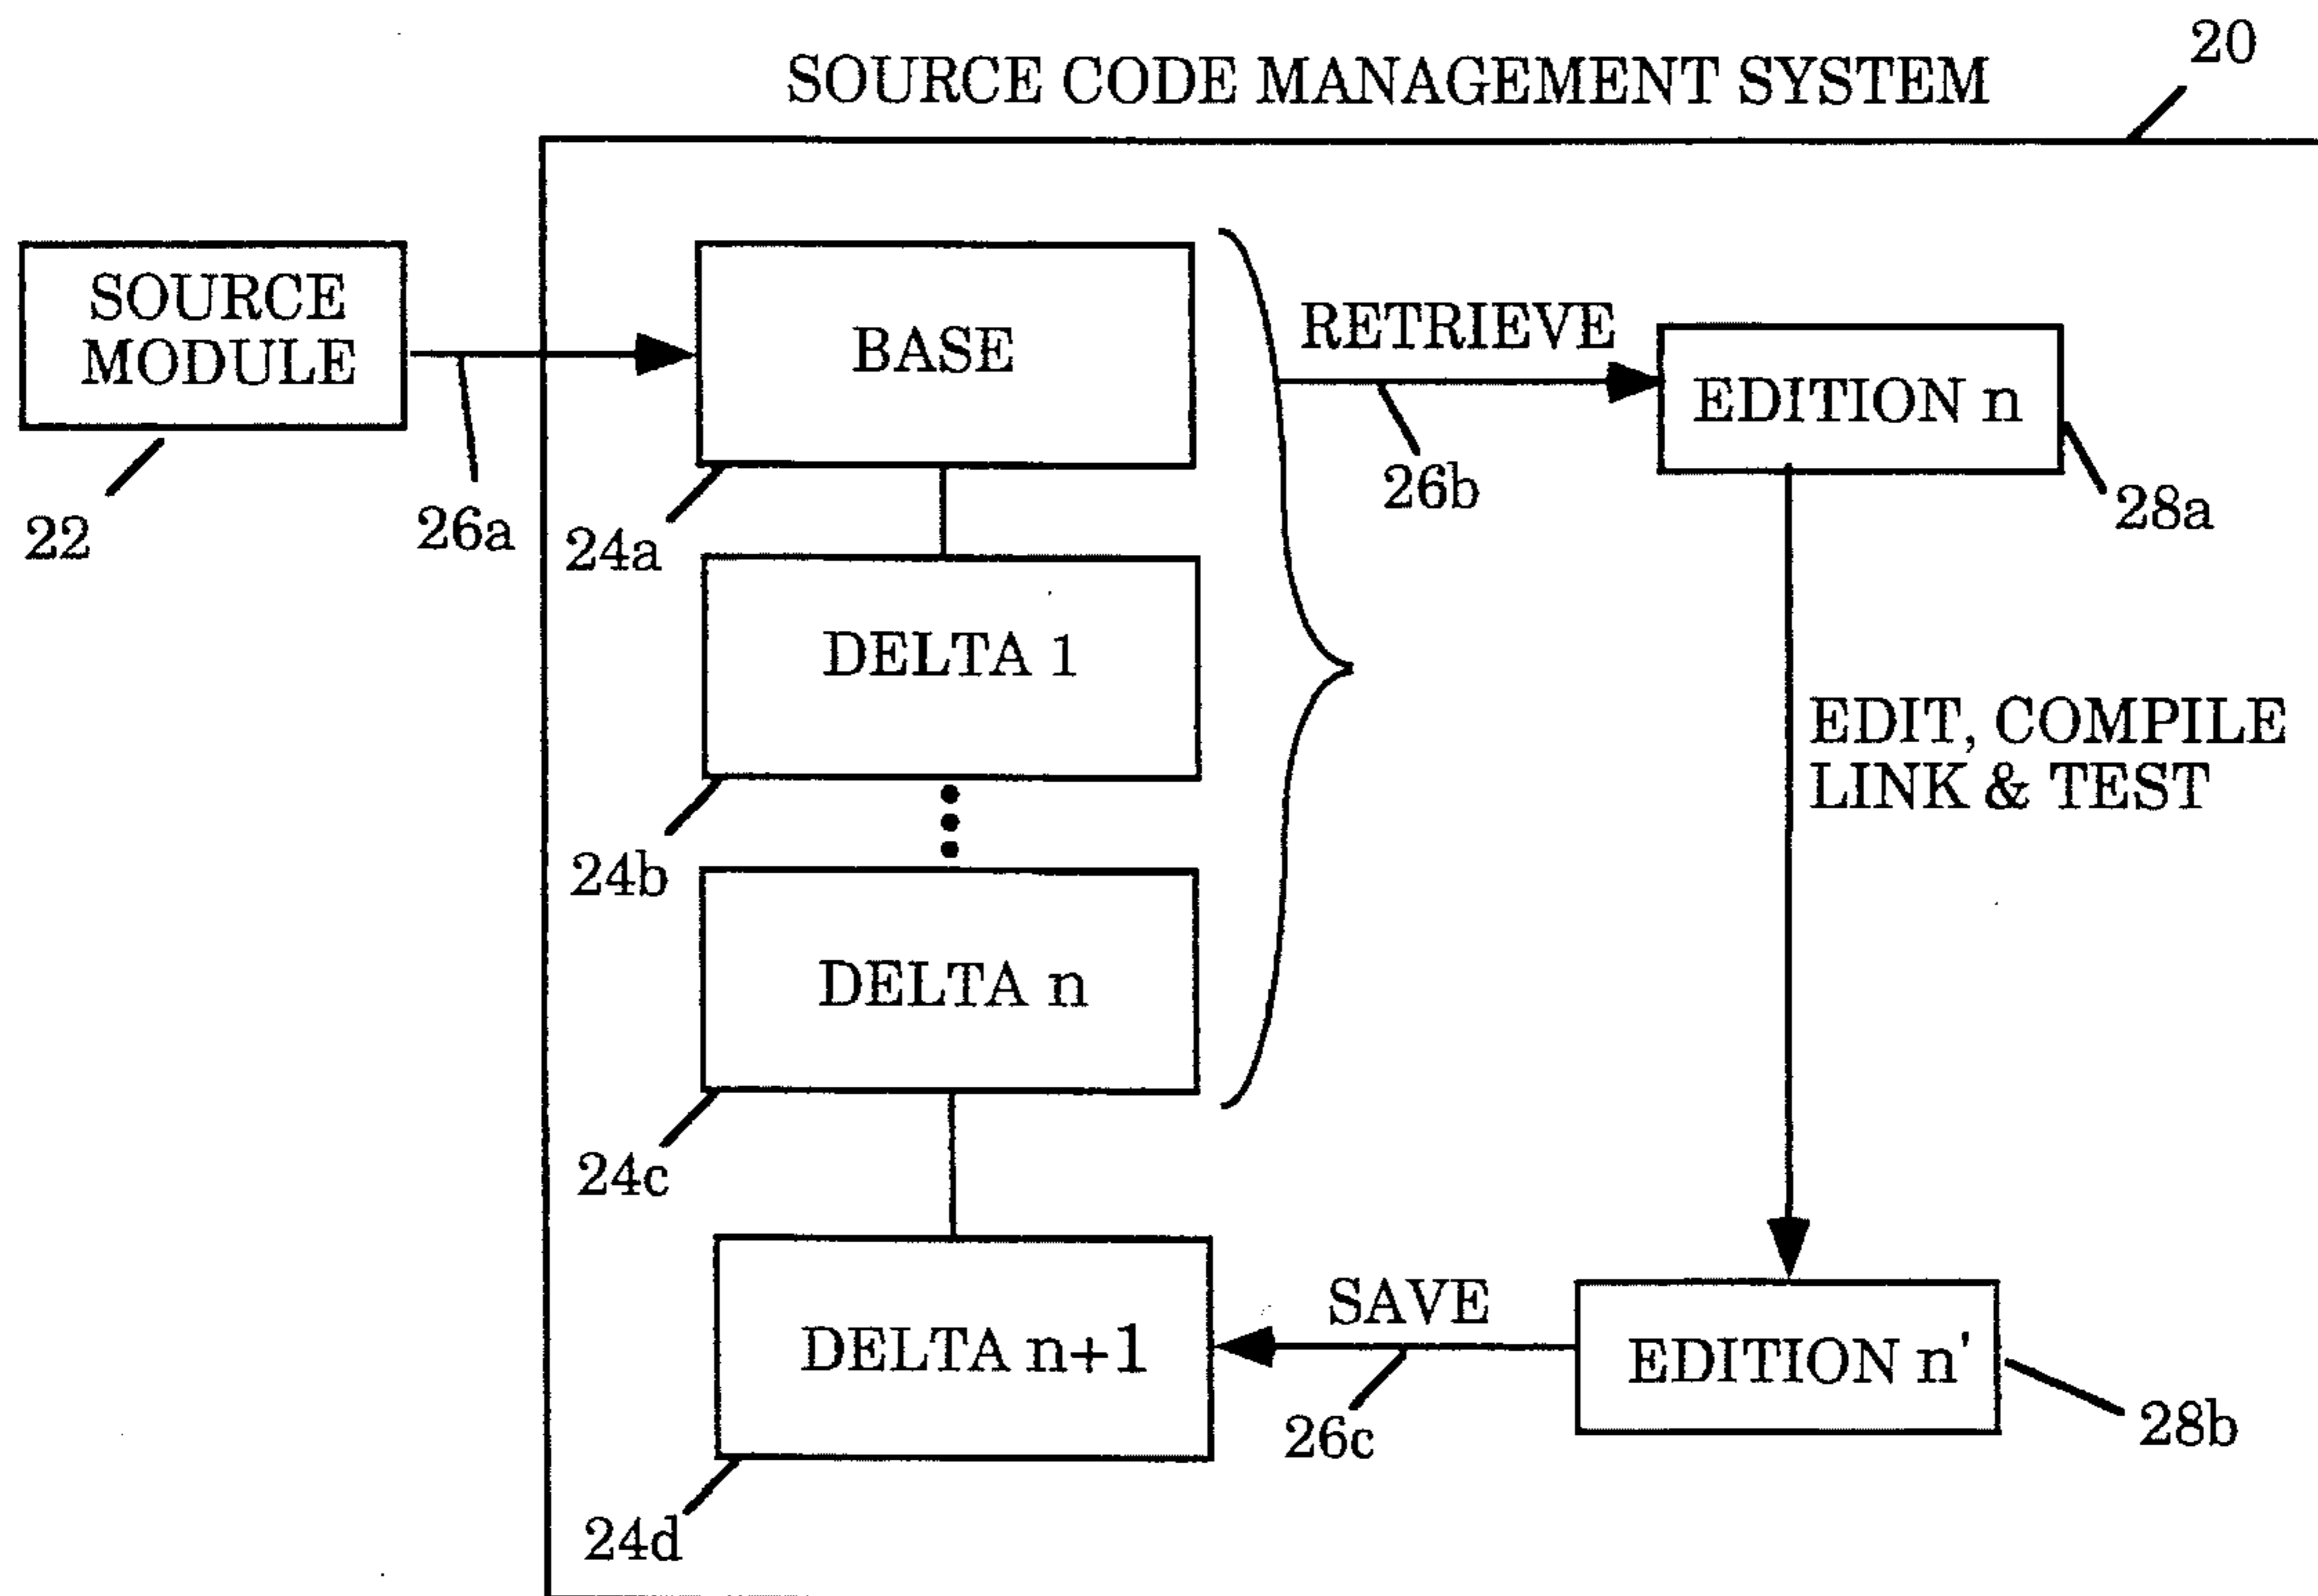 20
SOURCE CODE MANAGEMENT SYSTEM
SOURCE
MODULE
22
26a
BASE
24a
RETRIEVE
26b
EDITION n
28a
DELTA 1
24b
EDIT, COMPILE
LINK & TEST
DELTA n
24c
DELTA n+1
24d
SAVE
26c
EDITION n'
28b